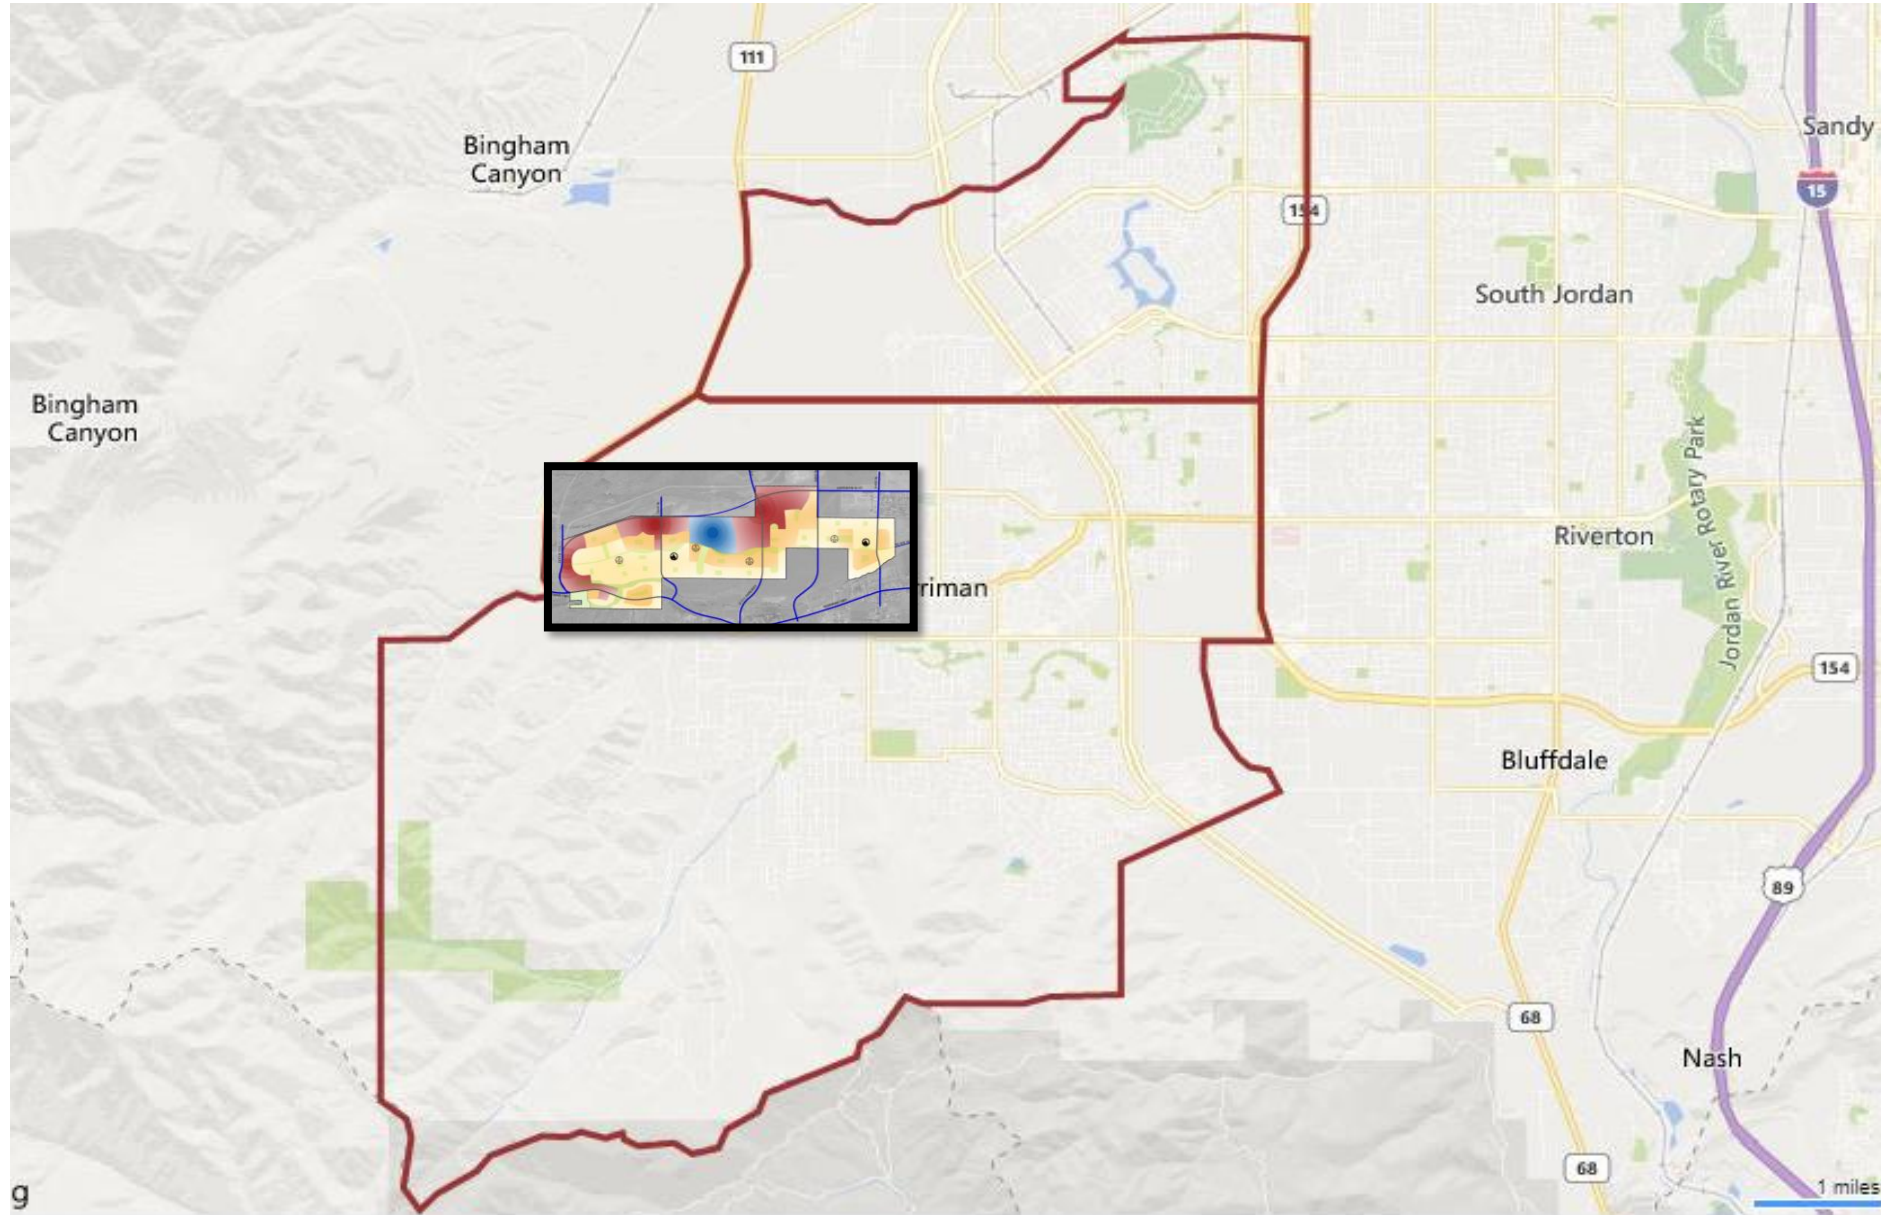 111
Bingham
Canyon
Sandy
15
154
South Jordan
Bingham
Canyon
Jordan River Rotary Park
Riverton
rriman
154
Bluffdale
89
68
Nash
68
g
1 miles